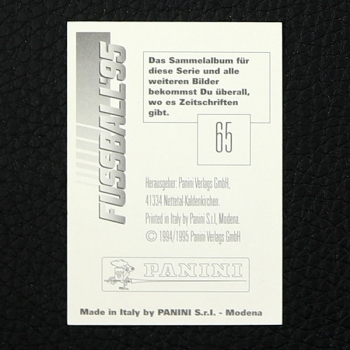 FUSSBALL'95
Das Sammelalbum für
diese Serie und alle
weiteren Bilder
bekommst Du überall,
wo es Zeitschriften
gibt.
65
Herausgeber: Panini Verlags GmbH,
41334 Nettetal-Kaldenkirchen.
Printed in Italy by Panini S.r.l., Modena.
© 1994/1995 Panini Verlags GmbH
PANINI
Made in Italy by PANINI S.r.l. - Modena